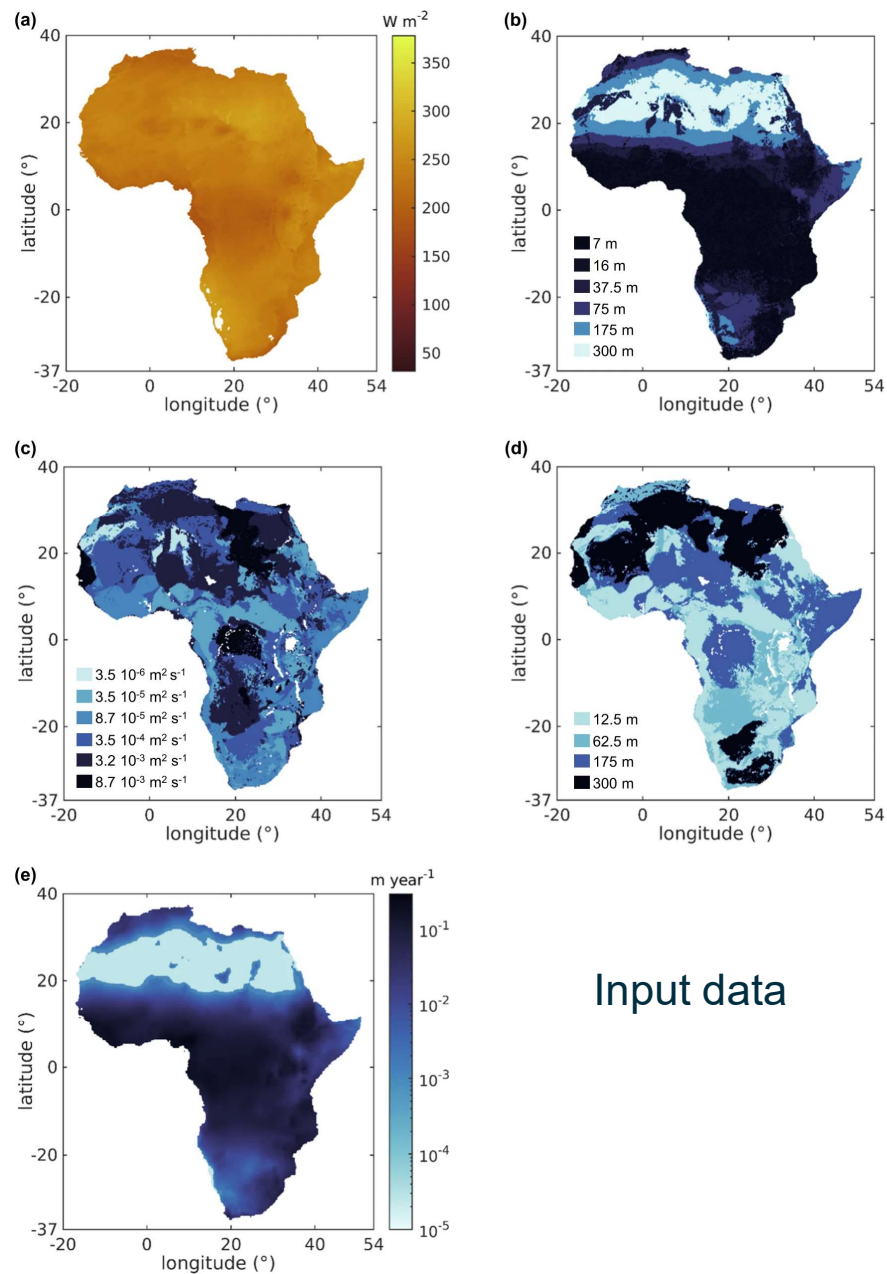 (a)
W m-2
40
20
0
-20
-37
-20
0
20
40
54
latitude (°)
longitude (°)
350
300
250
200
150
100
50
(b)
40
20
0
-20
-37
-20
0
20
40
54
latitude (°)
longitude (°)
7 m
16 m
37.5 m
75 m
175 m
300 m
(c)
40
20
0
-20
-37
-20
0
20
40
54
latitude (°)
longitude (°)
3.5 10-6 m2 s-1
3.5 10-5 m2 s-1
8.7 10-5 m2 s-1
3.5 10-4 m2 s-1
3.2 10-3 m2 s-1
8.7 10-3 m2 s-1
(d)
40
20
0
-20
-37
-20
0
20
40
54
latitude (°)
longitude (°)
12.5 m
62.5 m
175 m
300 m
(e)
m year-1
40
20
0
-20
-37
-20
0
20
40
54
latitude (°)
longitude (°)
10-1
10-2
10-3
10-4
10-5
Input data